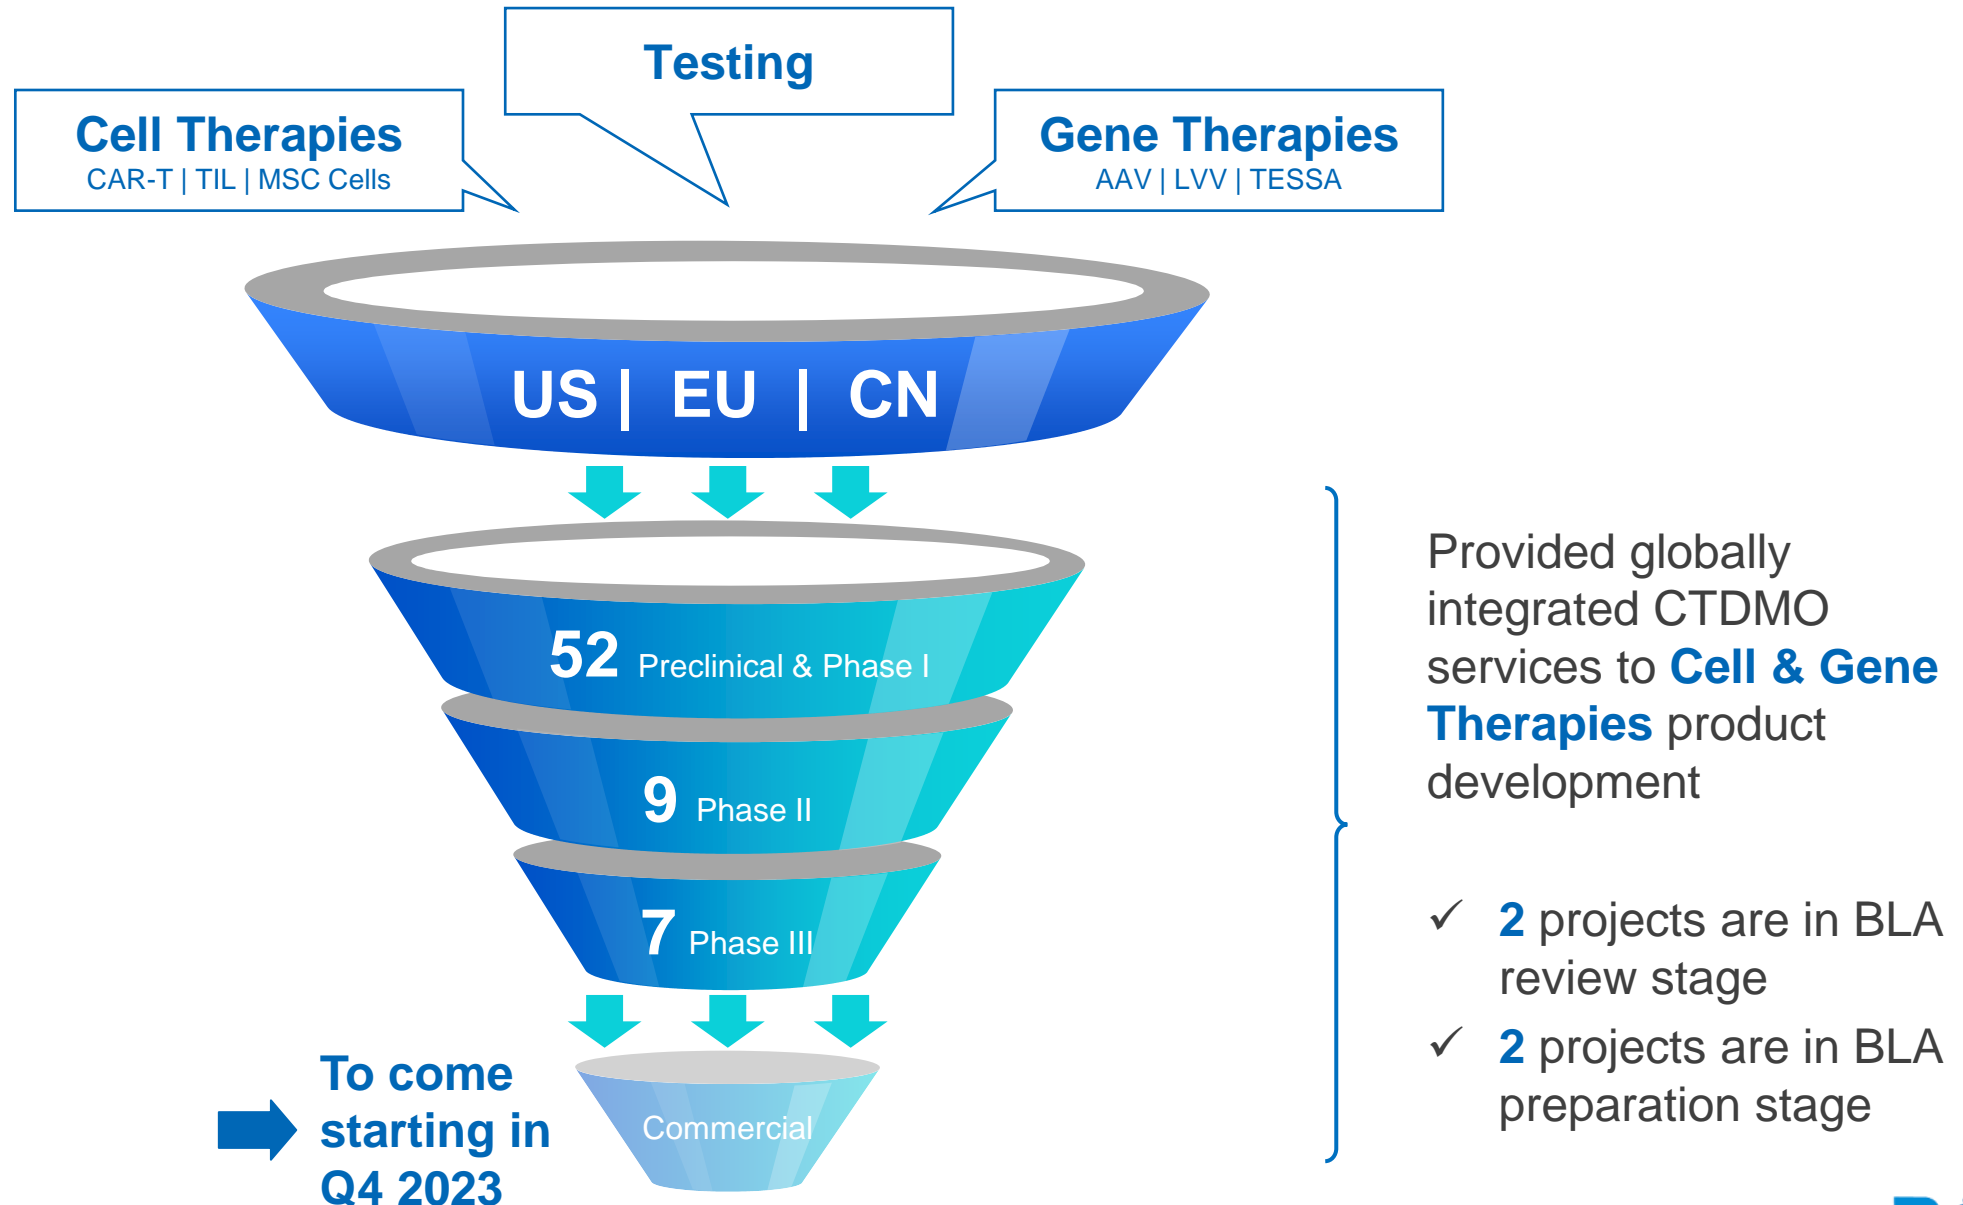 Testing
Cell Therapies
CAR-T | TIL | MSC Cells
Gene Therapies
AAV | LVV | TESSA
US | EU | CN
52 Preclinical & Phase I
9 Phase II
7 Phase III
Commercial
To come
starting in
Q4 2023
Provided globally
integrated CTDMO
services to Cell & Gene
Therapies product
development
✓ 2 projects are in BLA
review stage
✓ 2 projects are in BLA
preparation stage